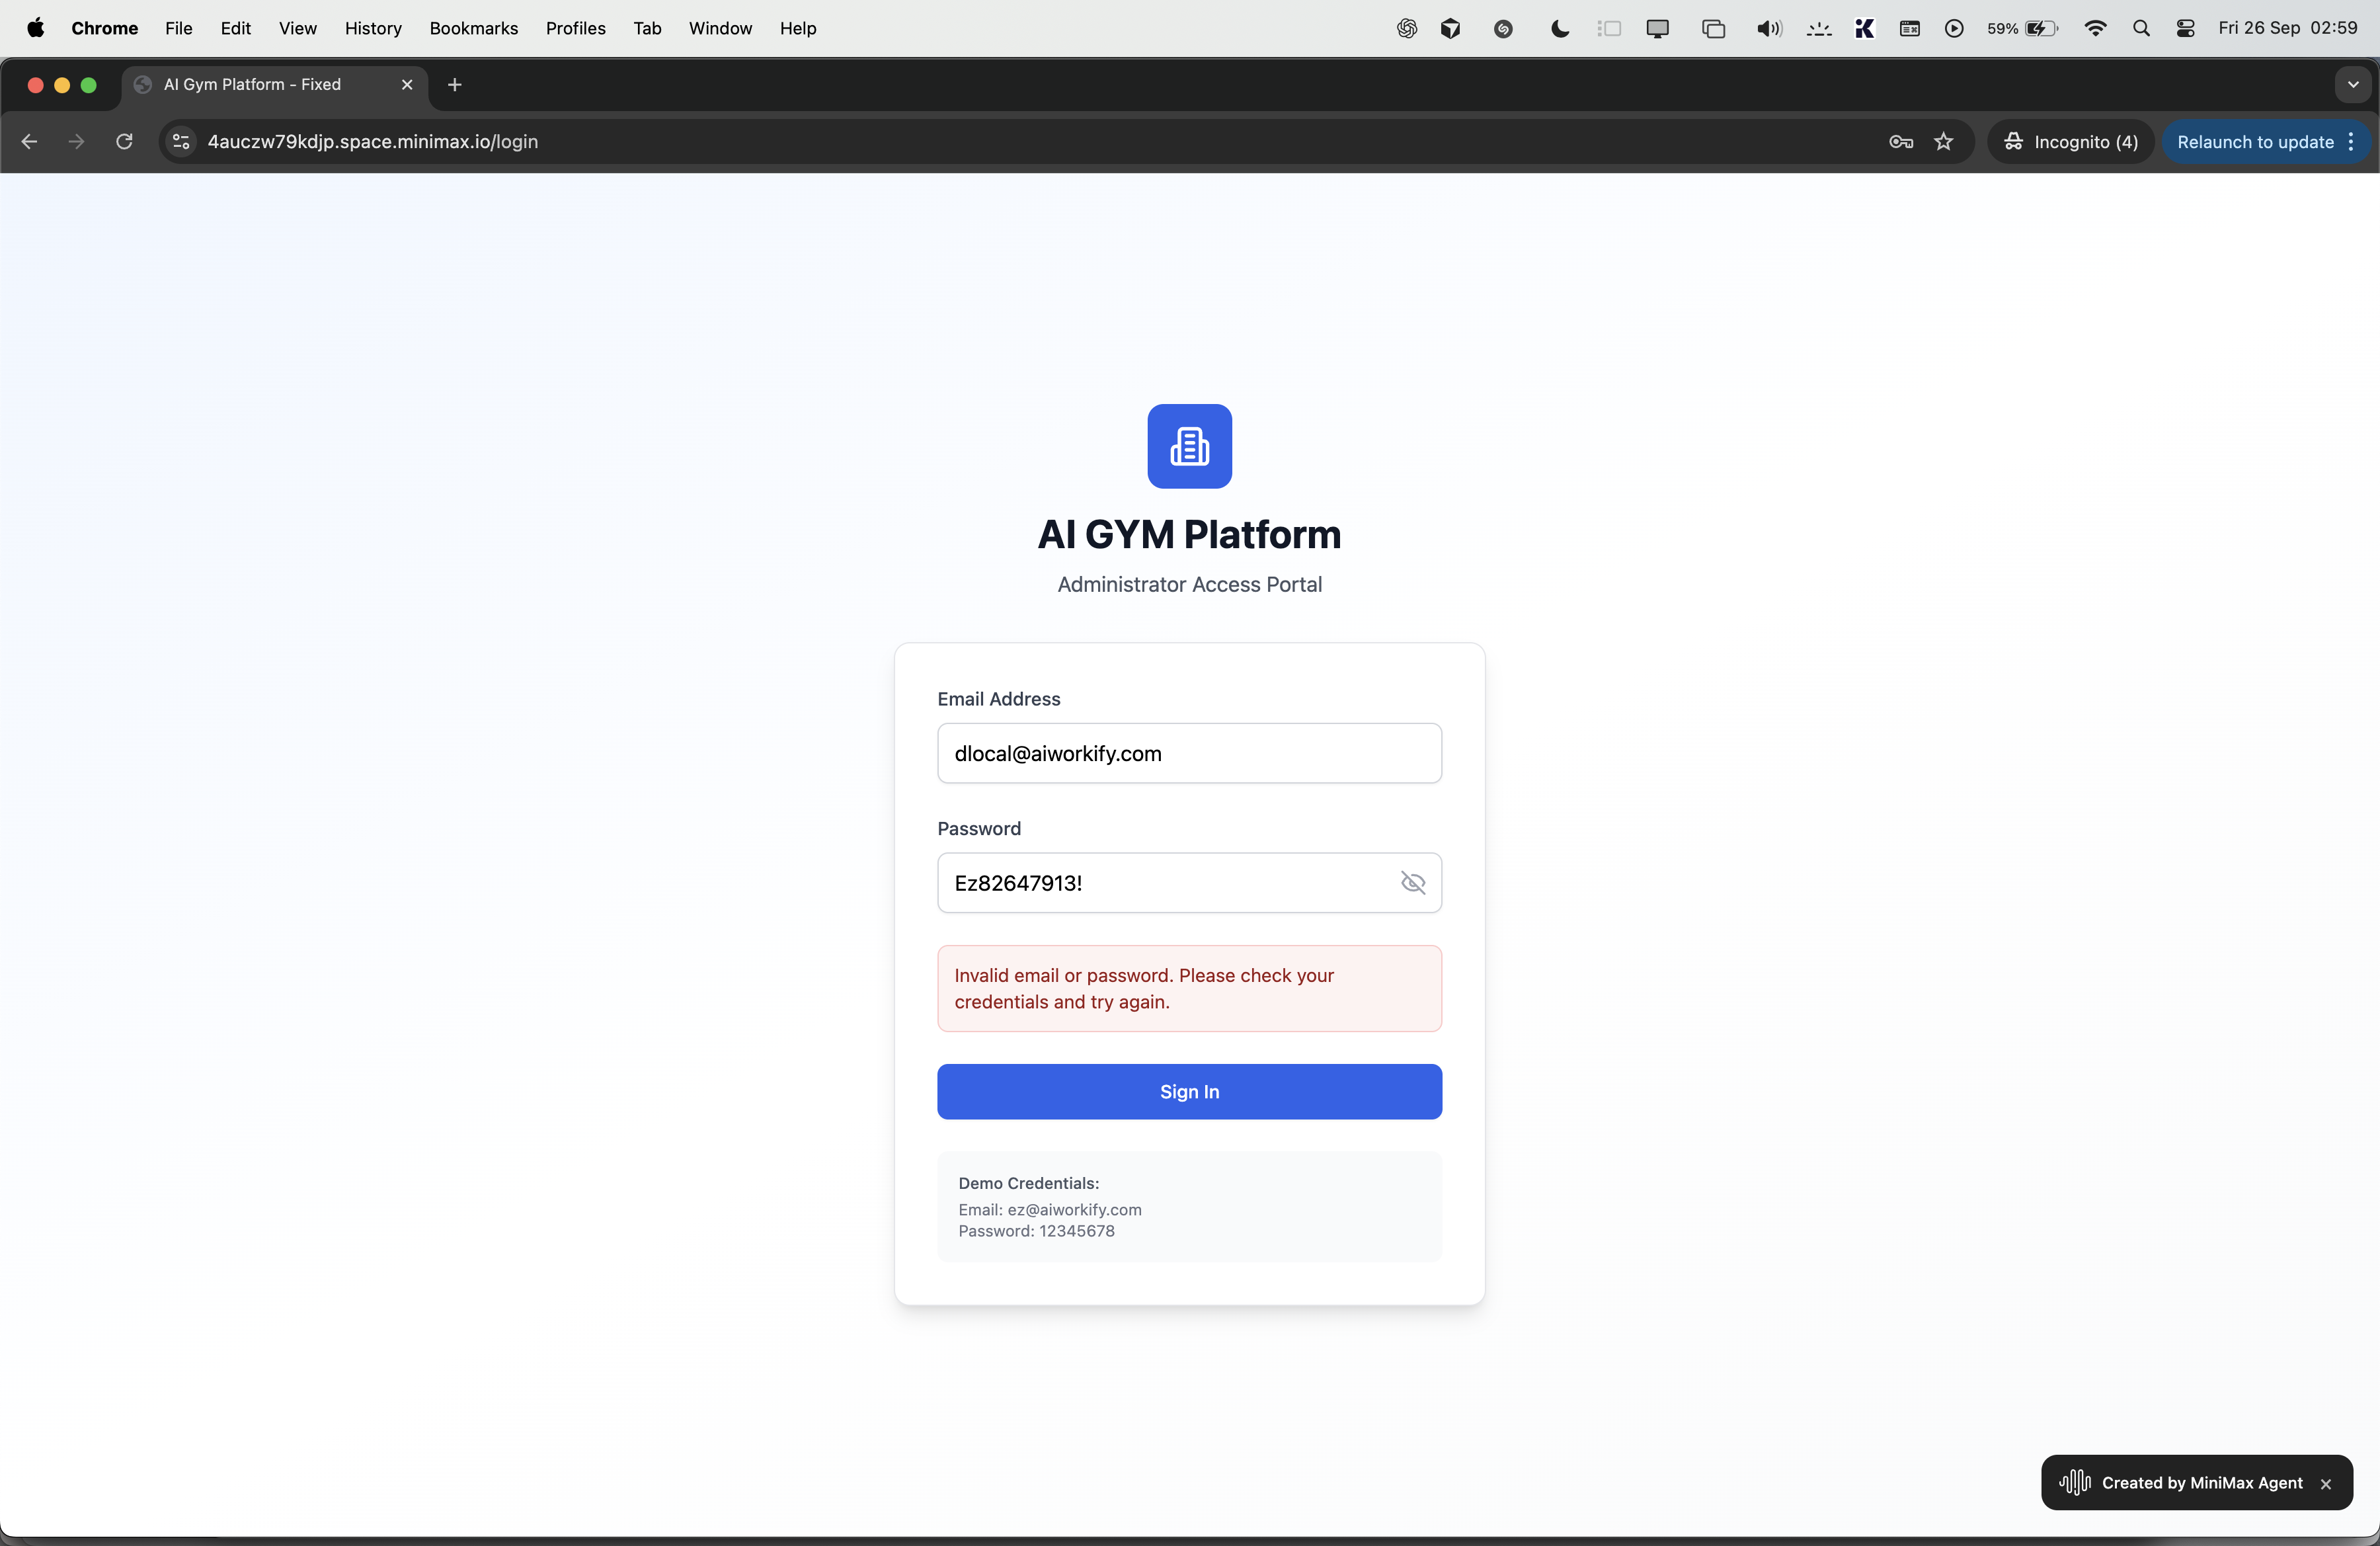 Chrome File Edit View History Bookmarks Profiles Tab Window Help 59% Fri 26 Sep 02:59
AI Gym Platform - Fixed
4auczw79kdjp.space.minimax.io/login Incognito (4) Relaunch to update
AI GYM Platform
Administrator Access Portal
Email Address
dlocal@aiworkify.com
Password
Ez82647913!
Invalid email or password. Please check your
credentials and try again.
Sign In
Demo Credentials:
Email: ez@aiworkify.com
Password: 12345678
Created by MiniMax Agent